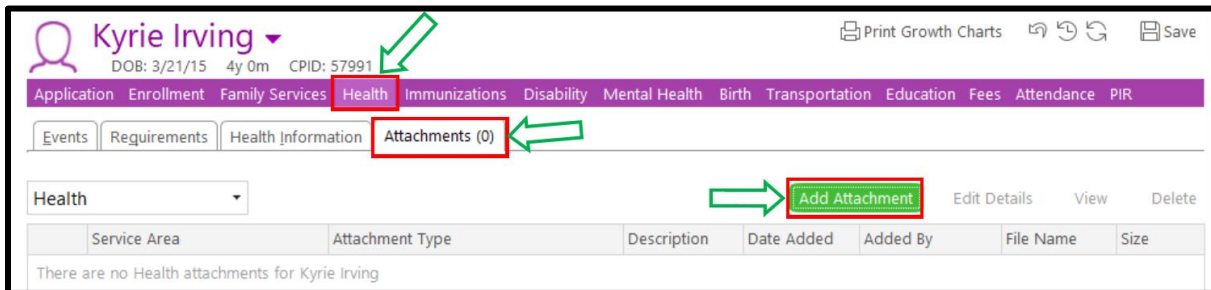 Kyrie Irving
Print Growth Charts Save
DOB: 3/21/15 4y 0m CPID: 57991
Application Enrollment Family Services Health Immunizations Disability Mental Health Birth Transportation Education Fees Attendance PIR
Events Requirements Health Information Attachments (0)
Health Add Attachment Edit Details View Delete
Service Area Attachment Type Description Date Added Added By File Name Size
There are no Health attachments for Kyrie Irving